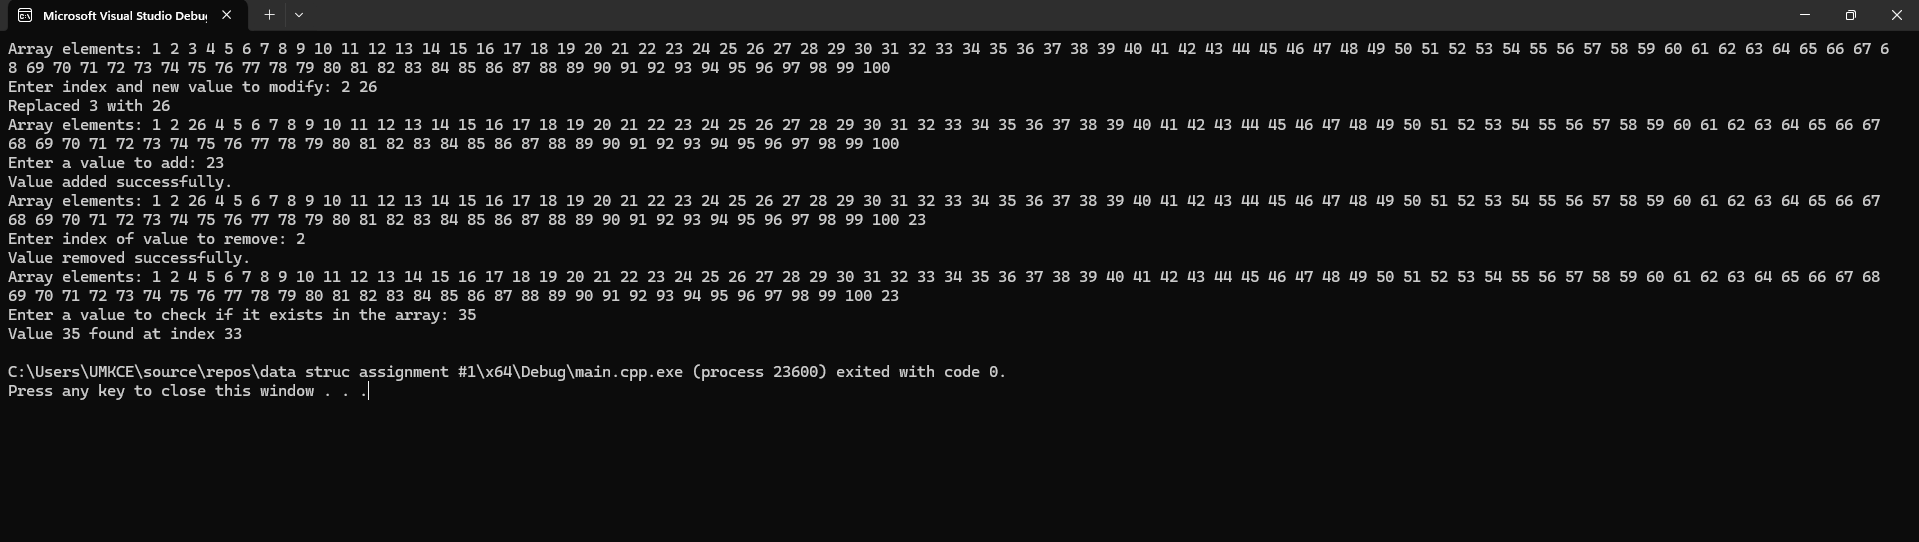 Microsoft Visual Studio Debu
Array elements: 1 2 3 4 5 6 7 8 9 10 11 12 13 14 15 16 17 18 19 20 21 22 23 24 25 26 27 28 29 30 31 32 33 34 35 36 37 38 39 40 41 42 43 44 45 46 47 48 49 50 51 52 53 54 55 56 57 58 59 60 61 62 63 64 65 66 67 6
8 69 70 71 72 73 74 75 76 77 78 79 80 81 82 83 84 85 86 87 88 89 90 91 92 93 94 95 96 97 98 99 100
Enter index and new value to modify: 2 26
Replaced 3 with 26
Array elements: 1 2 26 4 5 6 7 8 9 10 11 12 13 14 15 16 17 18 19 20 21 22 23 24 25 26 27 28 29 30 31 32 33 34 35 36 37 38 39 40 41 42 43 44 45 46 47 48 49 50 51 52 53 54 55 56 57 58 59 60 61 62 63 64 65 66 67
68 69 70 71 72 73 74 75 76 77 78 79 80 81 82 83 84 85 86 87 88 89 90 91 92 93 94 95 96 97 98 99 100
Enter a value to add: 23
Value added successfully.
Array elements: 1 2 26 4 5 6 7 8 9 10 11 12 13 14 15 16 17 18 19 20 21 22 23 24 25 26 27 28 29 30 31 32 33 34 35 36 37 38 39 40 41 42 43 44 45 46 47 48 49 50 51 52 53 54 55 56 57 58 59 60 61 62 63 64 65 66 67
68 69 70 71 72 73 74 75 76 77 78 79 80 81 82 83 84 85 86 87 88 89 90 91 92 93 94 95 96 97 98 99 100 23
Enter index of value to remove: 2
Value removed successfully.
Array elements: 1 2 4 5 6 7 8 9 10 11 12 13 14 15 16 17 18 19 20 21 22 23 24 25 26 27 28 29 30 31 32 33 34 35 36 37 38 39 40 41 42 43 44 45 46 47 48 49 50 51 52 53 54 55 56 57 58 59 60 61 62 63 64 65 66 67 68
69 70 71 72 73 74 75 76 77 78 79 80 81 82 83 84 85 86 87 88 89 90 91 92 93 94 95 96 97 98 99 100 23
Enter a value to check if it exists in the array: 35
Value 35 found at index 33
C:\Users\UMKCE\source\repos\data struc assignment #1\x64\Debug\main.cpp.exe (process 23600) exited with code 0.
Press any key to close this window . . .